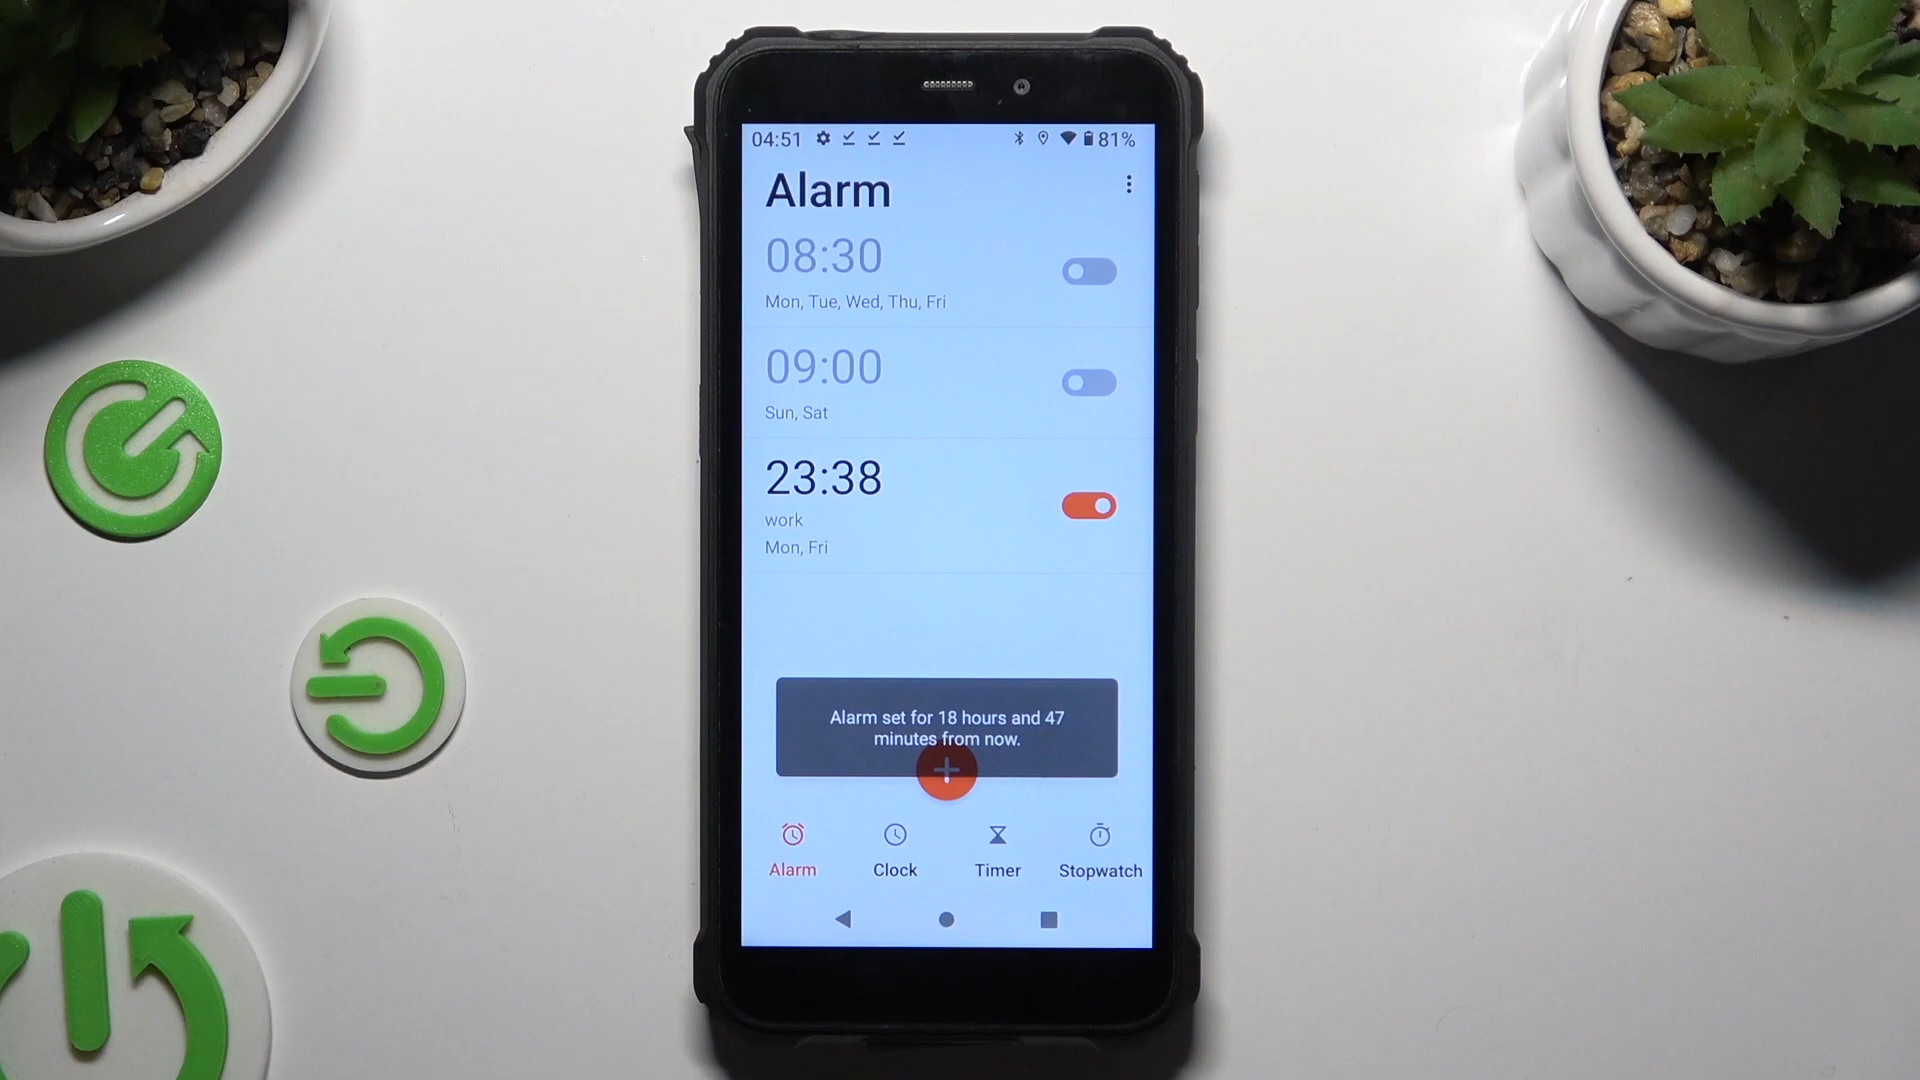 04:51 81%
Alarm
08:30
Mon, Tue, Wed, Thu, Fri
09:00
Sun, Sat
23:38
work
Mon, Fri
Alarm set for 18 hours and 47
minutes from now.
Alarm Clock Timer Stopwatch